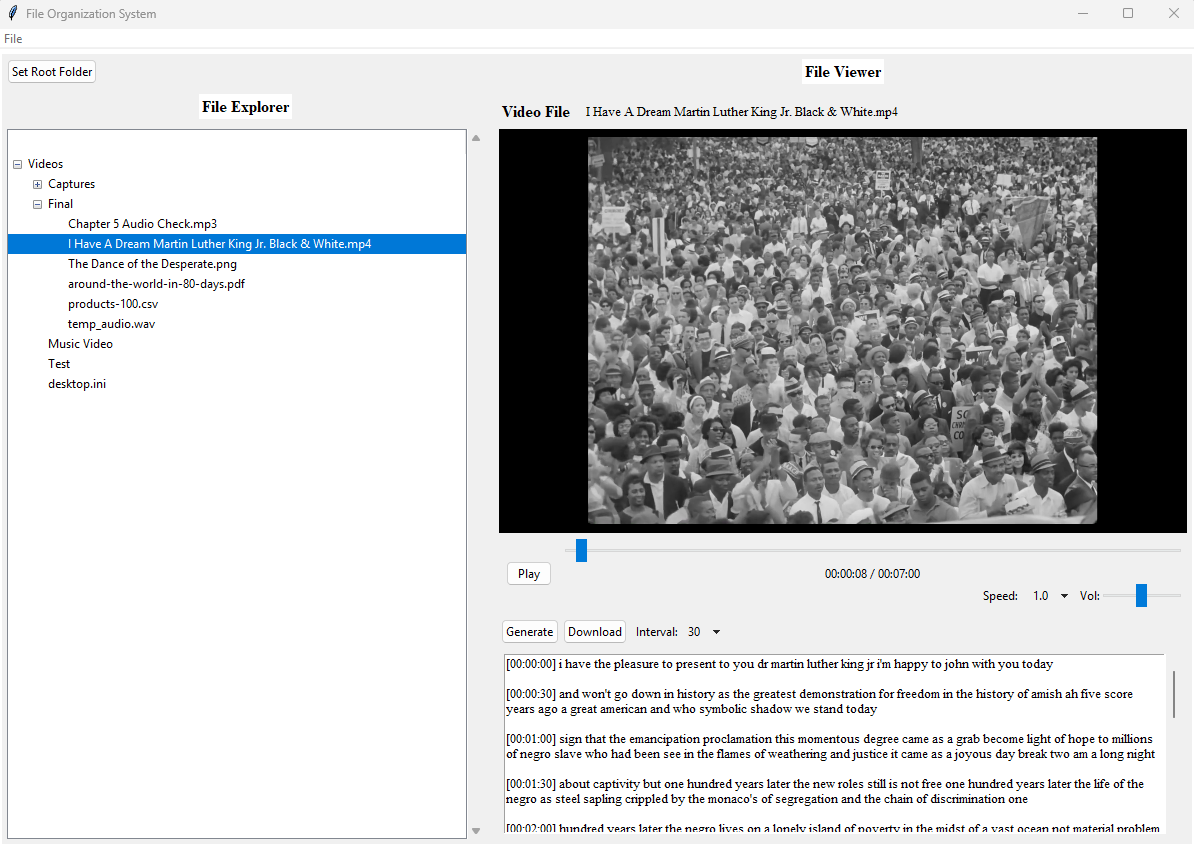 File Organization System
File
Set Root Folder
File Explorer
Videos
Captures
Final
Chapter 5 Audio Check.mp3
I Have A Dream Martin Luther King Jr. Black & White.mp4
The Dance of the Desperate.png
around-the-world-in-80-days.pdf
products-100.csv
temp_audio.wav
Music Video
Test
desktop.ini
File Viewer
Video File I Have A Dream Martin Luther King Jr. Black & White.mp4
Play
00:00:08 / 00:07:00
Speed: 1.0 Vol:
Generate Download Interval: 30
[00:00:00] i have the pleasure to present to you dr martin luther king jr i'm happy to john with you today
[00:00:30] and won't go down in history as the greatest demonstration for freedom in the history of amish ah five score
years ago a great american and who symbolic shadow we stand today
[00:01:00] sign that the emancipation proclamation this momentous degree came as a grab become light of hope to millions
of negro slave who had been see in the flames of weathering and justice it came as a joyous day break two am a long night
[00:01:30] about captivity but one hundred years later the new roles still is not free one hundred years later the life of the
negro as steel sapling crippled by the monaco's of segregation and the chain of discrimination one
[00:02:00] hundred years later the negro lives on a lonely island of poverty in the midst of a vast ocean not material problem